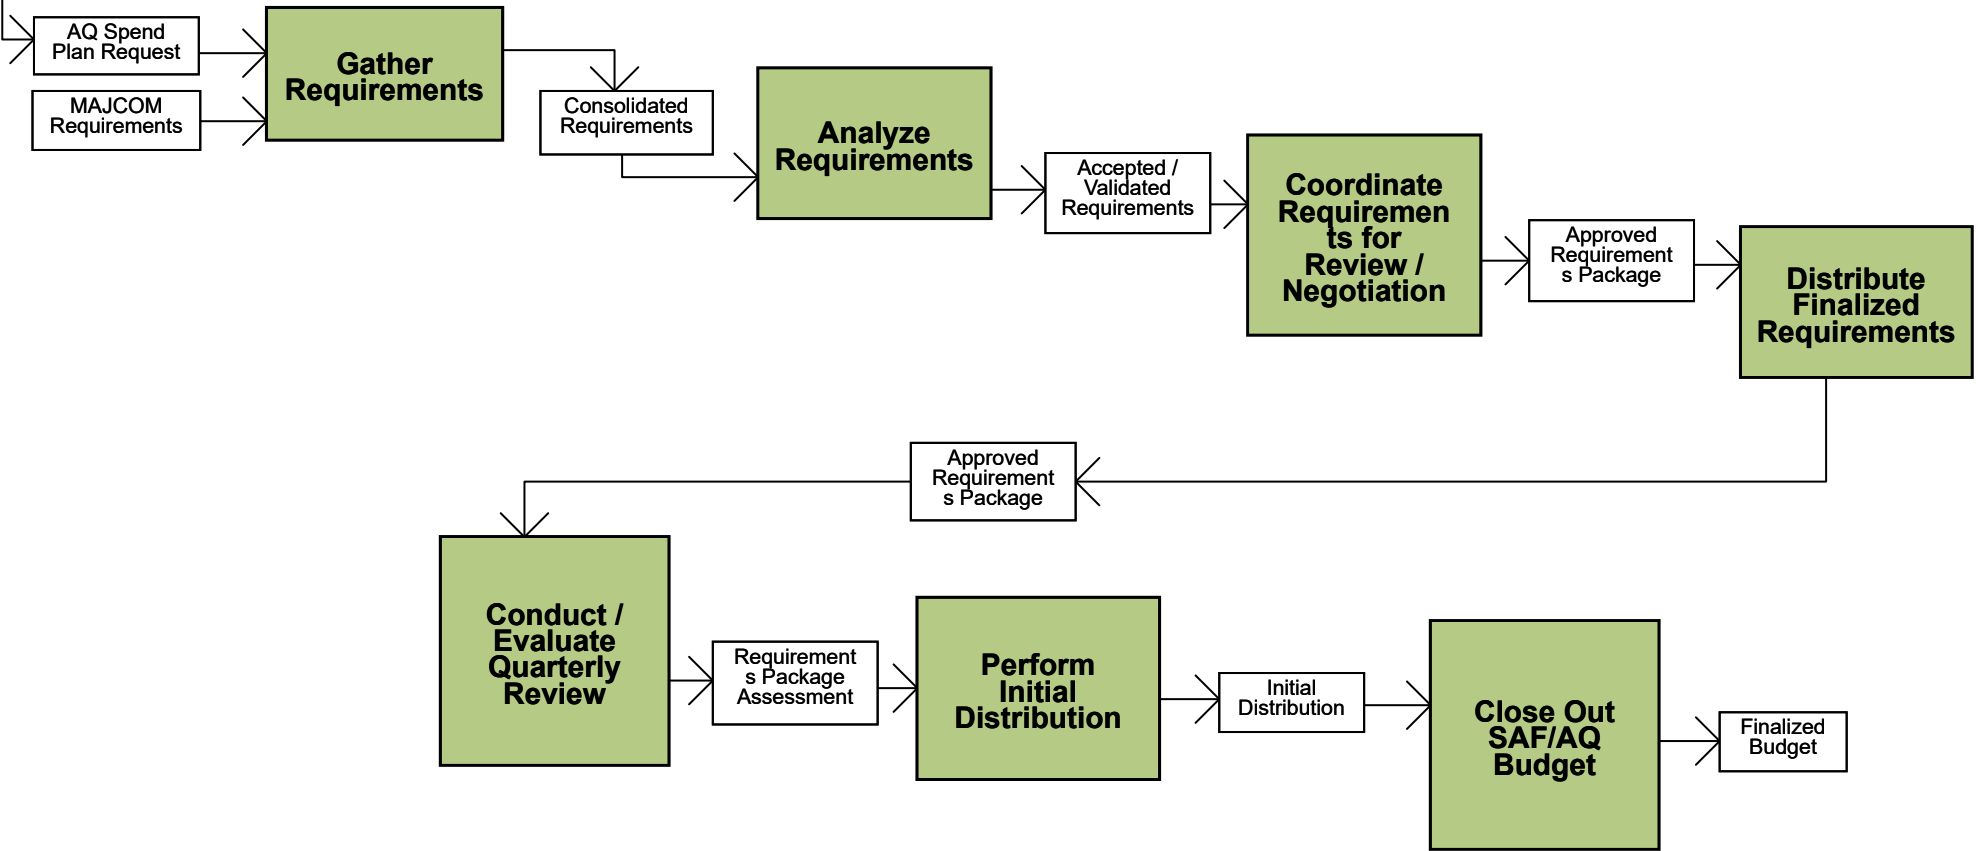 AQ Spend
Plan Request
MAJCOM
Requirements
Gather
Requirements
Consolidated
Requirements
Analyze
Requirements
Accepted /
Validated
Requirements
Coordinate
Requiremen
ts for
Review /
Negotiation
Approved
Requirement
s Package
Distribute
Finalized
Requirements
Approved
Requirement
s Package
Conduct /
Evaluate
Quarterly
Review
Requirement
s Package
Assessment
Perform
Initial
Distribution
Initial
Distribution
Close Out
SAF/AQ
Budget
Finalized
Budget